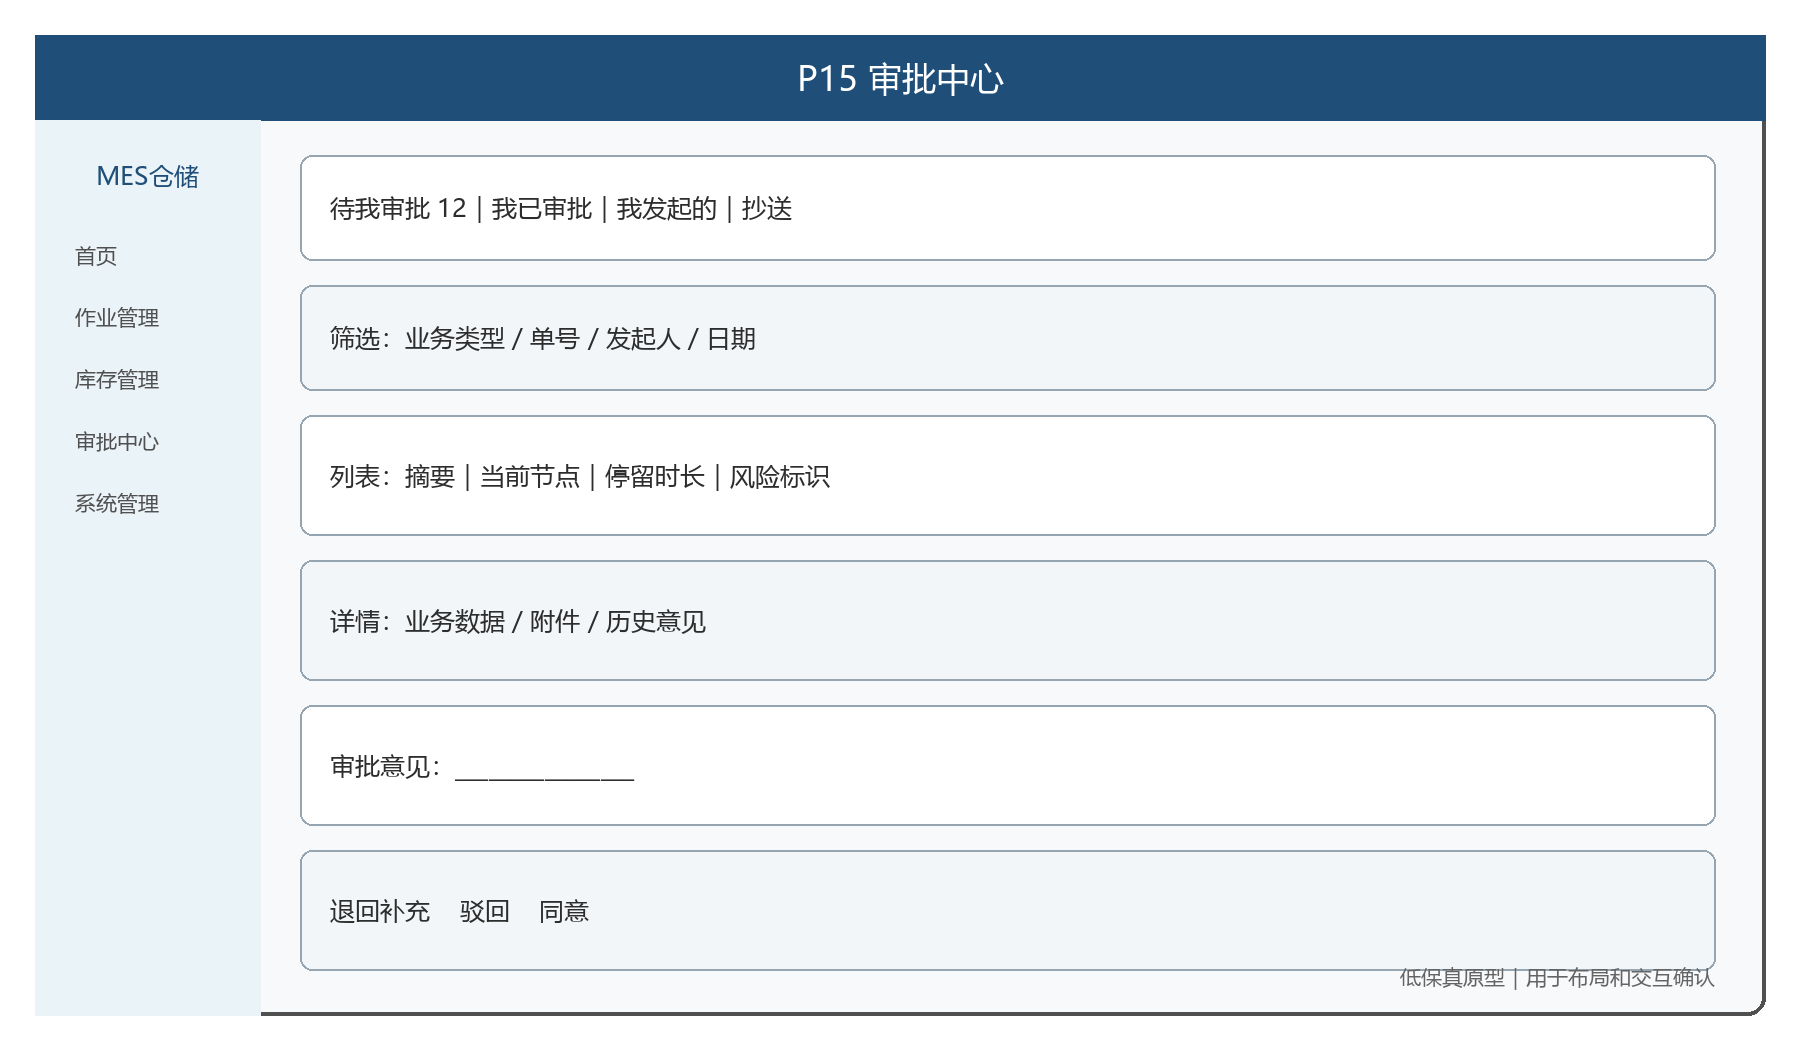 P15 审批中心
MES仓储
首页
作业管理
库存管理
审批中心
系统管理
待我审批 12 | 我已审批 | 我发起的 | 抄送
筛选：业务类型 / 单号 / 发起人 / 日期
列表：摘要 | 当前节点 | 停留时长 | 风险标识
详情：业务数据 / 附件 / 历史意见
审批意见：________________
退回补充 驳回 同意
低保真原型 | 用于布局和交互确认